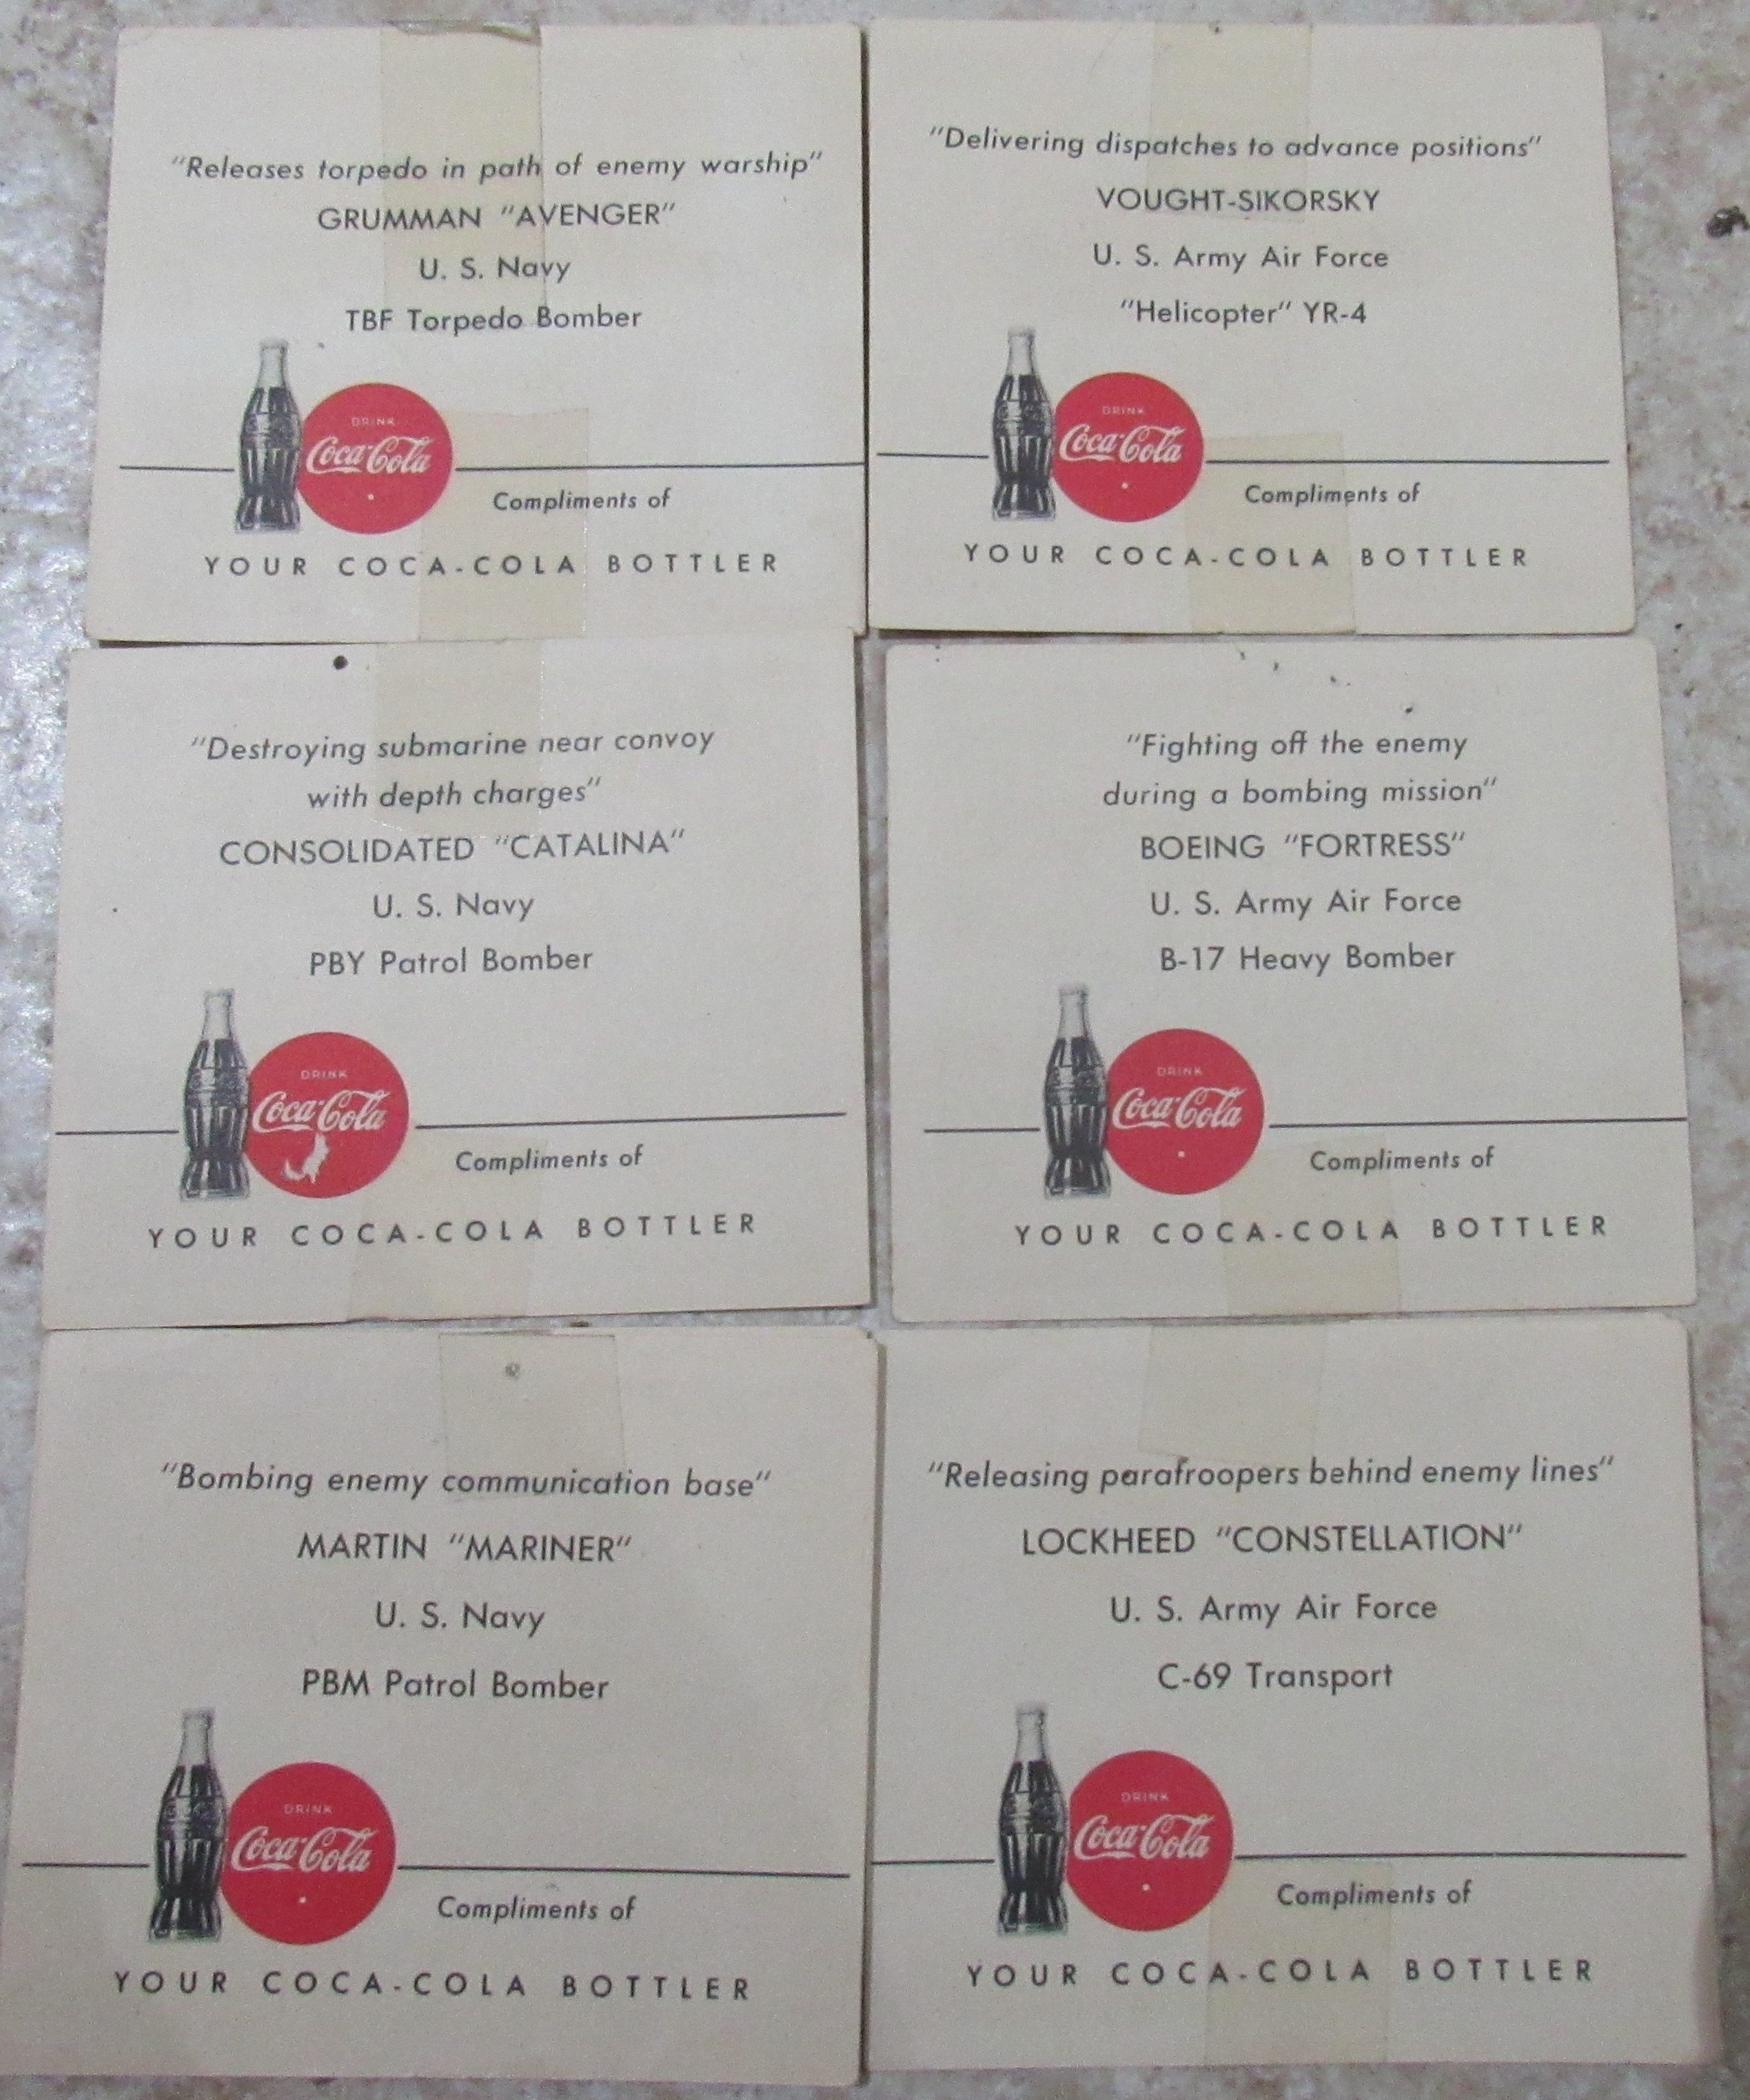 "Releases torpedo in path of enemy warship"
GRUMMAN "AVENGER"
U. S. Navy
TBF Torpedo Bomber
DRINK
Coca-Cola
Compliments of
YOUR COCA-COLA BOTTLER
"Delivering dispatches to advance positions"
VOUGHT-SIKORSKY
U. S. Army Air Force
"Helicopter" YR-4
DRINK
Coca-Cola
Compliments of
YOUR COCA-COLA BOTTLER
"Destroying submarine near convoy
with depth charges"
CONSOLIDATED "CATALINA"
U. S. Navy
PBY Patrol Bomber
DRINK
Coca-Cola
Compliments of
YOUR COCA-COLA BOTTLER
"Fighting off the enemy
during a bombing mission"
BOEING "FORTRESS"
U. S. Army Air Force
B-17 Heavy Bomber
DRINK
Coca-Cola
Compliments of
YOUR COCA-COLA BOTTLER
"Bombing enemy communication base"
MARTIN "MARINER"
U. S. Navy
PBM Patrol Bomber
DRINK
Coca-Cola
Compliments of
YOUR COCA-COLA BOTTLER
"Releasing paratroopers behind enemy lines"
LOCKHEED "CONSTELLATION"
U. S. Army Air Force
C-69 Transport
DRINK
Coca-Cola
Compliments of
YOUR COCA-COLA BOTTLER